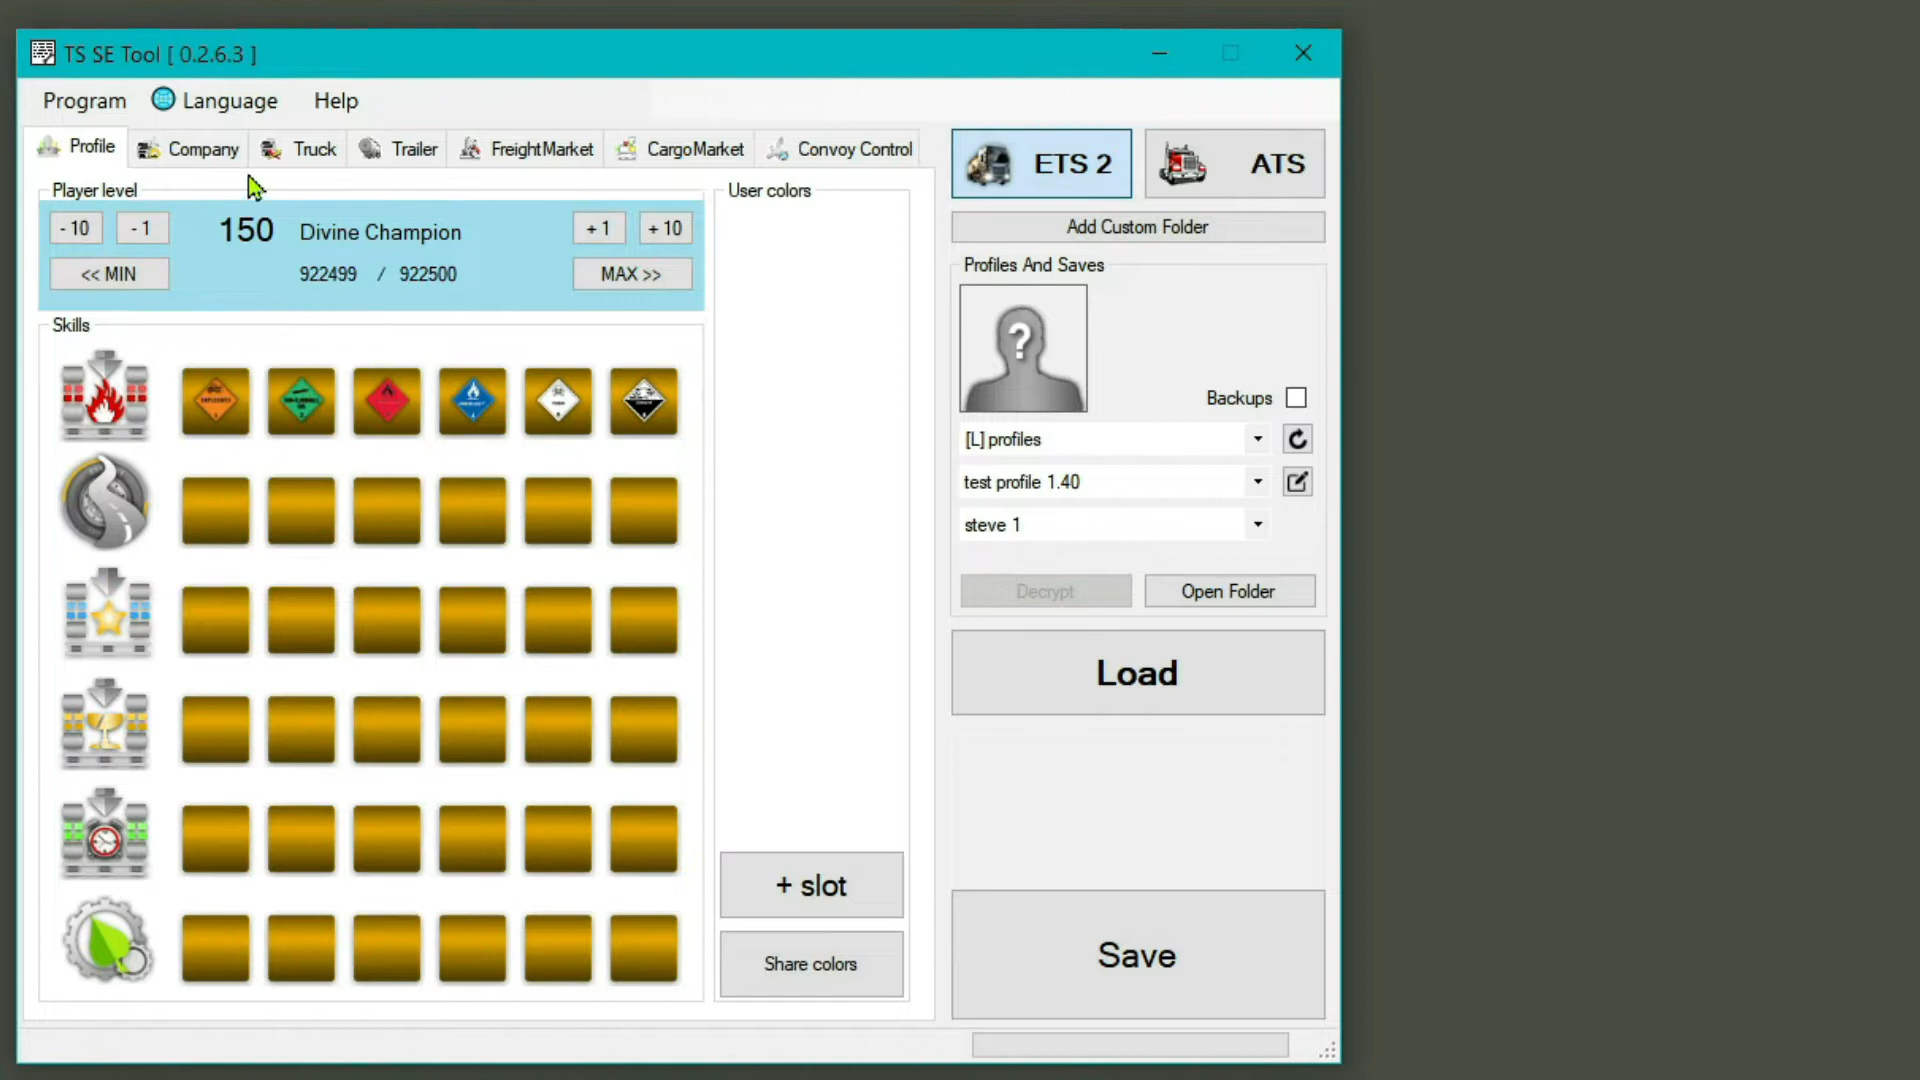 TS SE Tool [ 0.2.6.3 ]
Program Language Help
Profile Company Truck Trailer FreightMarket CargoMarket Convoy Control
ETS 2 ATS
Player level
- 10 - 1 150 Divine Champion + 1 + 10
<< MIN 922499 / 922500 MAX >>
Skills
User colors
+ slot
Share colors
Add Custom Folder
Profiles And Saves
?
Backups
[L] profiles
test profile 1.40
steve 1
Decrypt Open Folder
Load
Save